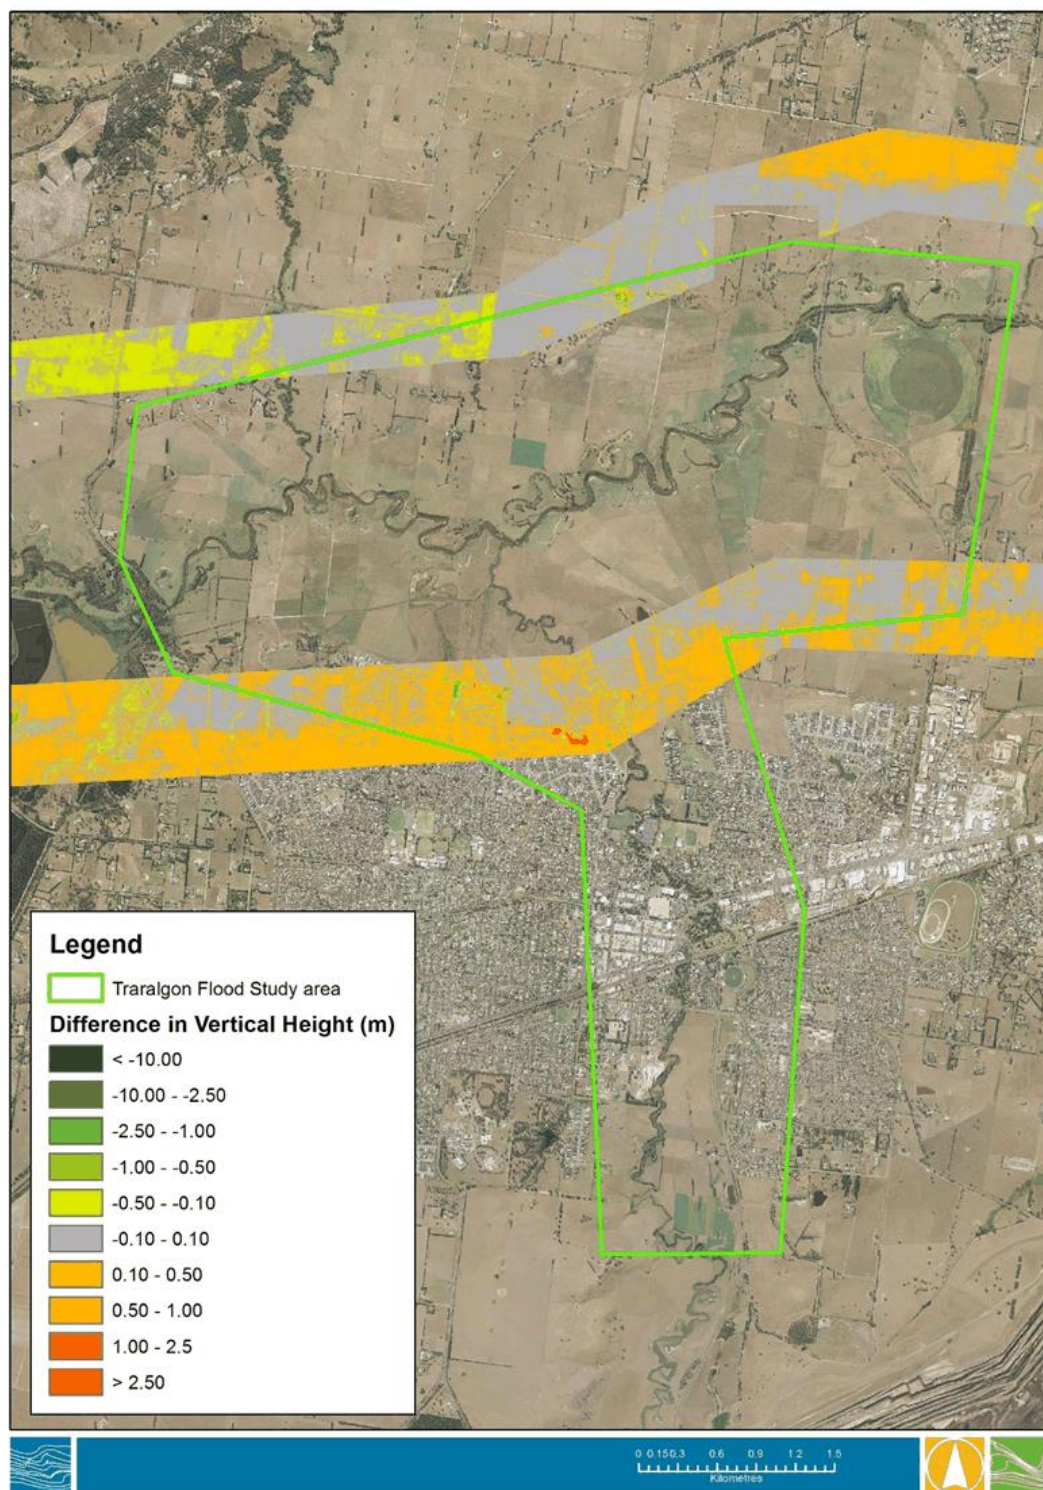 Legend
Traralgon Flood Study area
Difference in Vertical Height (m)
< -10.00
-10.00 - -2.50
-2.50 - -1.00
-1.00 - -0.50
-0.50 - -0.10
-0.10 - 0.10
0.10 - 0.50
0.50 - 1.00
1.00 - 2.5
> 2.50
0 0.15 0.3 0.6 0.9 1.2 1.5
Kilometres